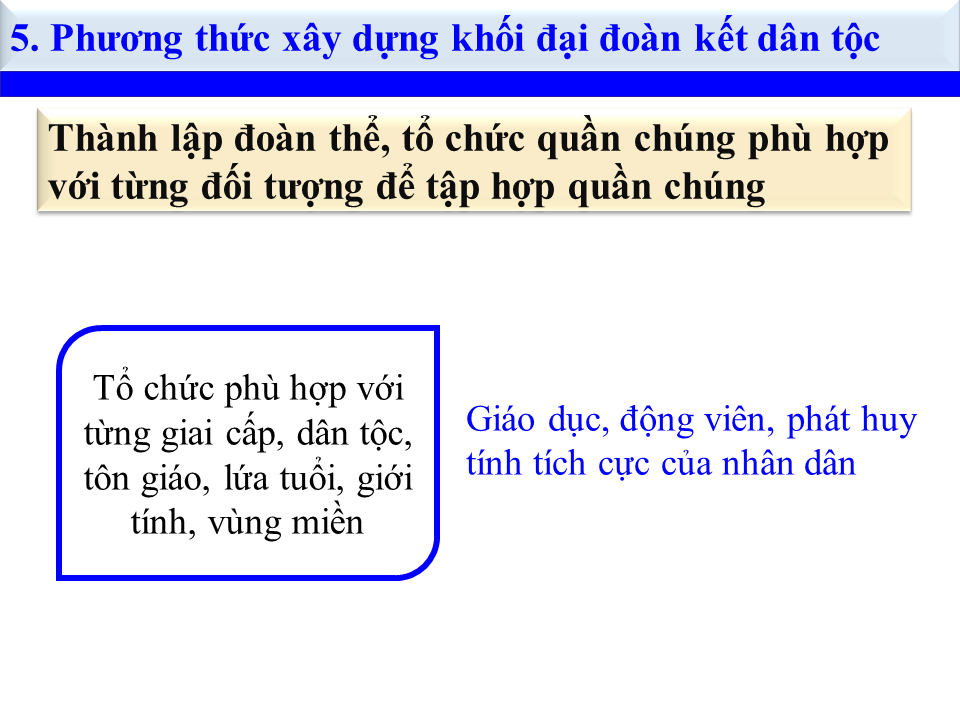 5. Phương thức xây dựng khối đại đoàn kết dân tộc
Thành lập đoàn thể, tổ chức quần chúng phù hợp
với từng đối tượng để tập hợp quần chúng
Tổ chức phù hợp với
từng giai cấp, dân tộc,
tôn giáo, lứa tuổi, giới
tính, vùng miền
Giáo dục, động viên, phát huy
tính tích cực của nhân dân